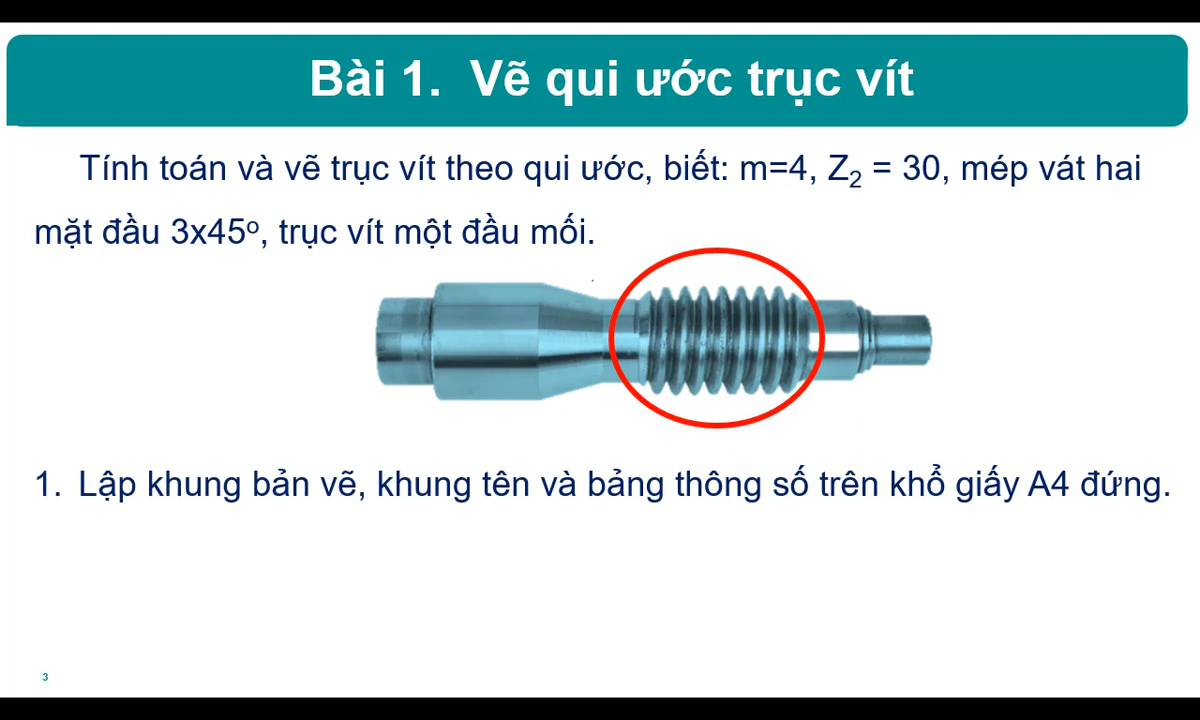 Bài 1. Vẽ qui ước trục vít
Tính toán và vẽ trục vít theo qui ước, biết: m=4, Z₂ = 30, mép vát hai
mặt đầu 3x45º, trục vít một đầu mối.
1. Lập khung bản vẽ, khung tên và bảng thông số trên khổ giấy A4 đứng.
3